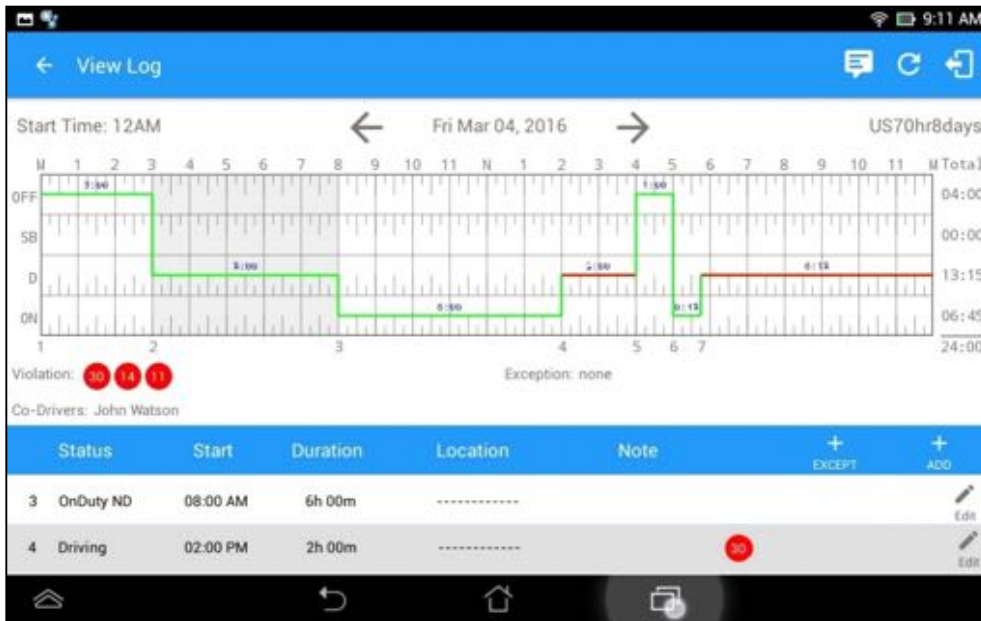 9:11 AM
View Log
Start Time: 12AM
Fri Mar 04, 2016
US70hr8days
M 1 2 3 4 5 6 7 8 9 10 11 N 1 2 3 4 5 6 7 8 9 10 11 M Total
OFF 04:00
SB 00:00
D 13:15
ON 06:45
1 2 3 4 5 6 7 24:00
Violation: 30 14 11 Exception: none
Co-Drivers: John Watson
Status Start Duration Location Note + EXCEPT + ADD
3 OnDuty ND 08:00 AM 6h 00m ------------ Edit
4 Driving 02:00 PM 2h 00m ------------ 30 Edit